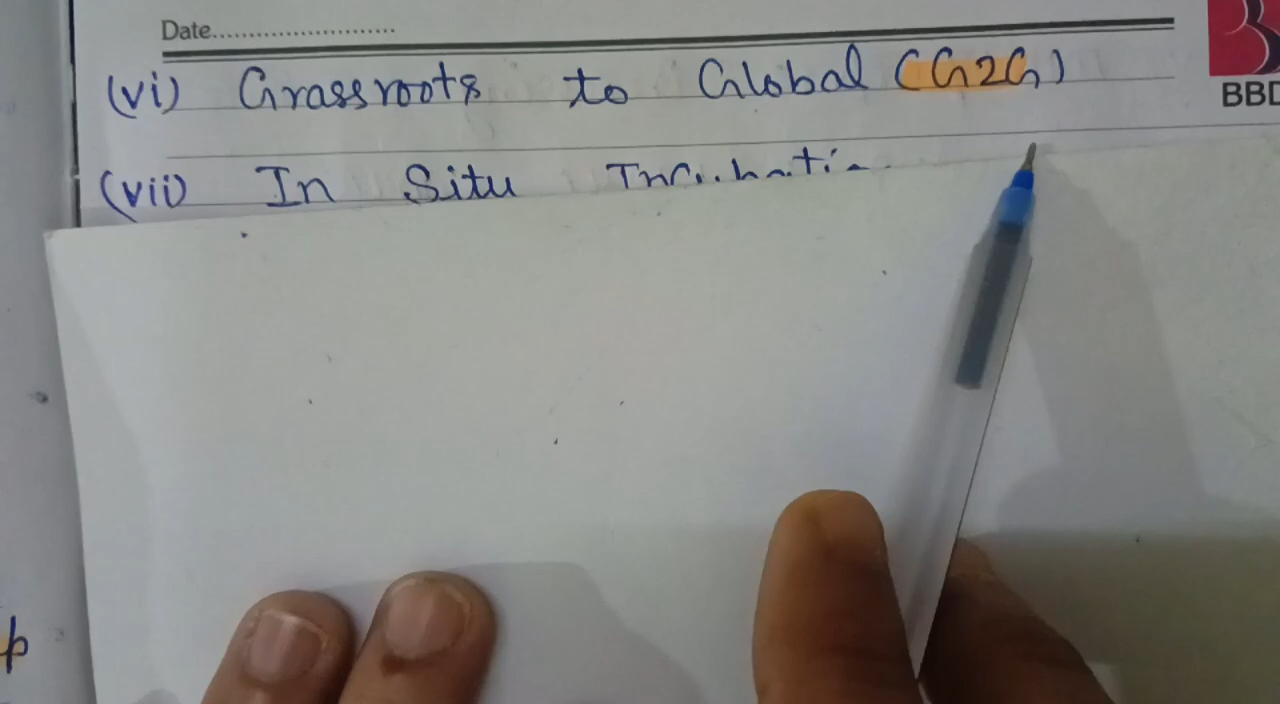 Date........................
(vi) Grassroots to Global (G2G)
BBD
(vii) In Situ